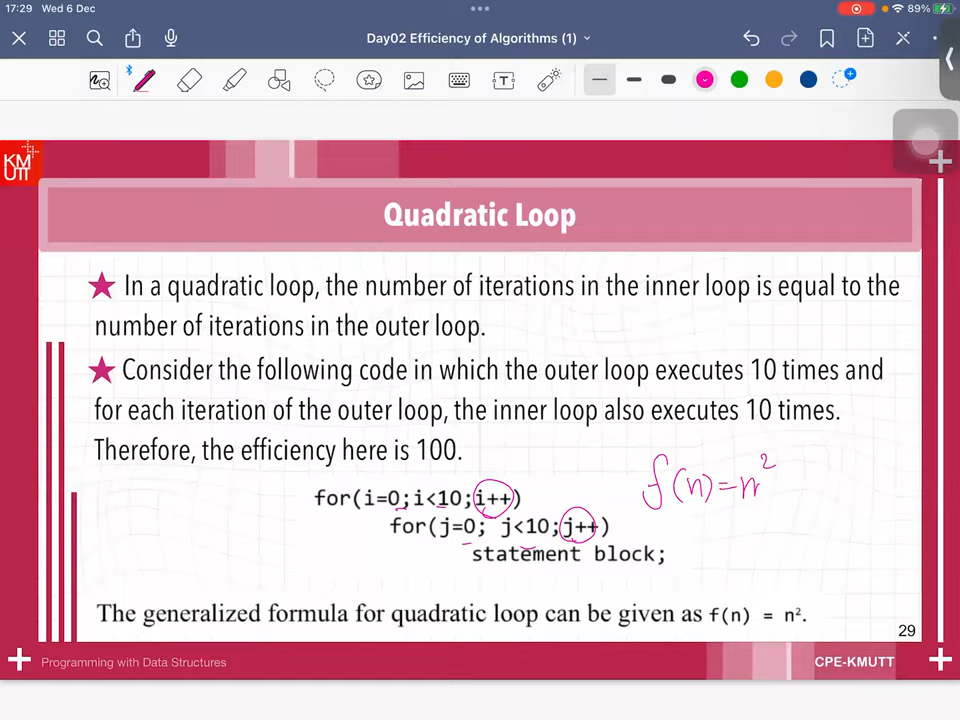 17:29 Wed 6 Dec
89%
Day02 Efficiency of Algorithms (1)
KM
UTT
Quadratic Loop
★ In a quadratic loop, the number of iterations in the inner loop is equal to the
number of iterations in the outer loop.
★ Consider the following code in which the outer loop executes 10 times and
for each iteration of the outer loop, the inner loop also executes 10 times.
Therefore, the efficiency here is 100.
f(n)=n²
for(i=0;i<10;i++)
for(j=0; j<10;j++)
statement block;
The generalized formula for quadratic loop can be given as f(n) = n².
29
Programming with Data Structures
CPE-KMUTT